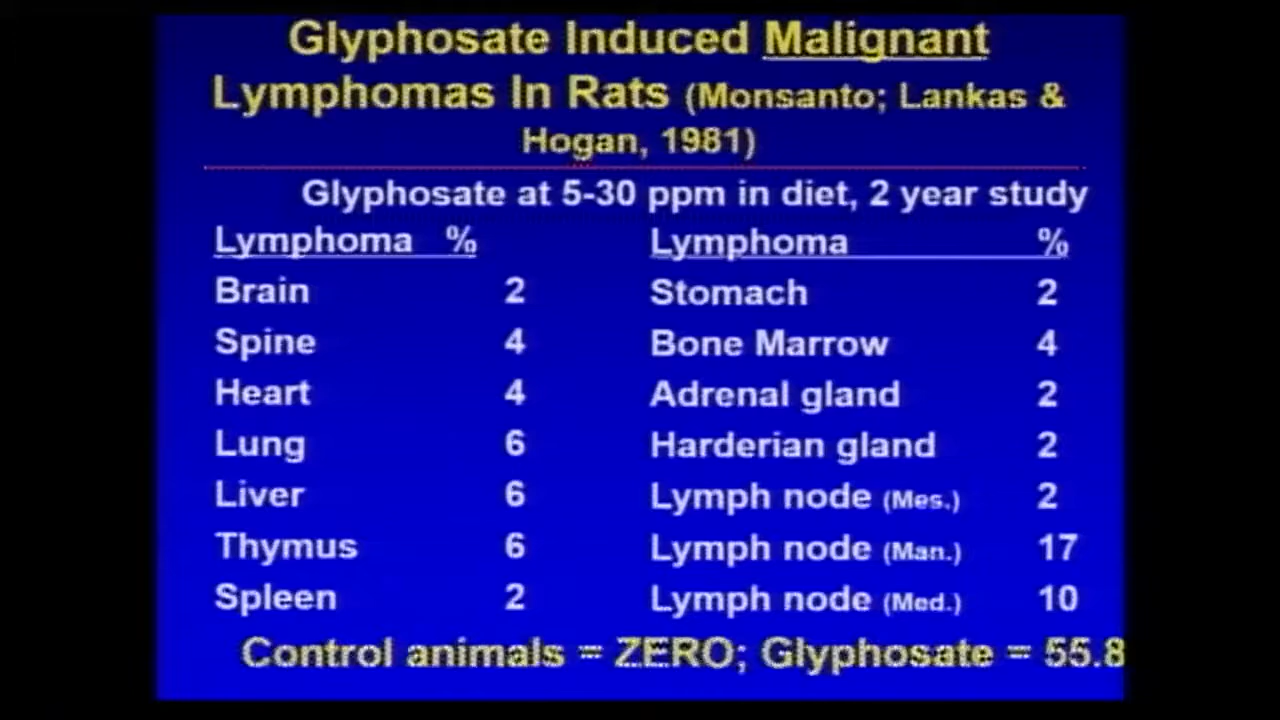 Glyphosate Induced Malignant
Lymphomas In Rats (Monsanto; Lankas &
Hogan, 1981)
Glyphosate at 5-30 ppm in diet, 2 year study
Lymphoma %
Brain 2
Spine 4
Heart 4
Lung 6
Liver 6
Thymus 6
Spleen 2
Lymphoma %
Stomach 2
Bone Marrow 4
Adrenal gland 2
Harderian gland 2
Lymph node (Mes.) 2
Lymph node (Man.) 17
Lymph node (Med.) 10
Control animals = ZERO; Glyphosate = 55.8